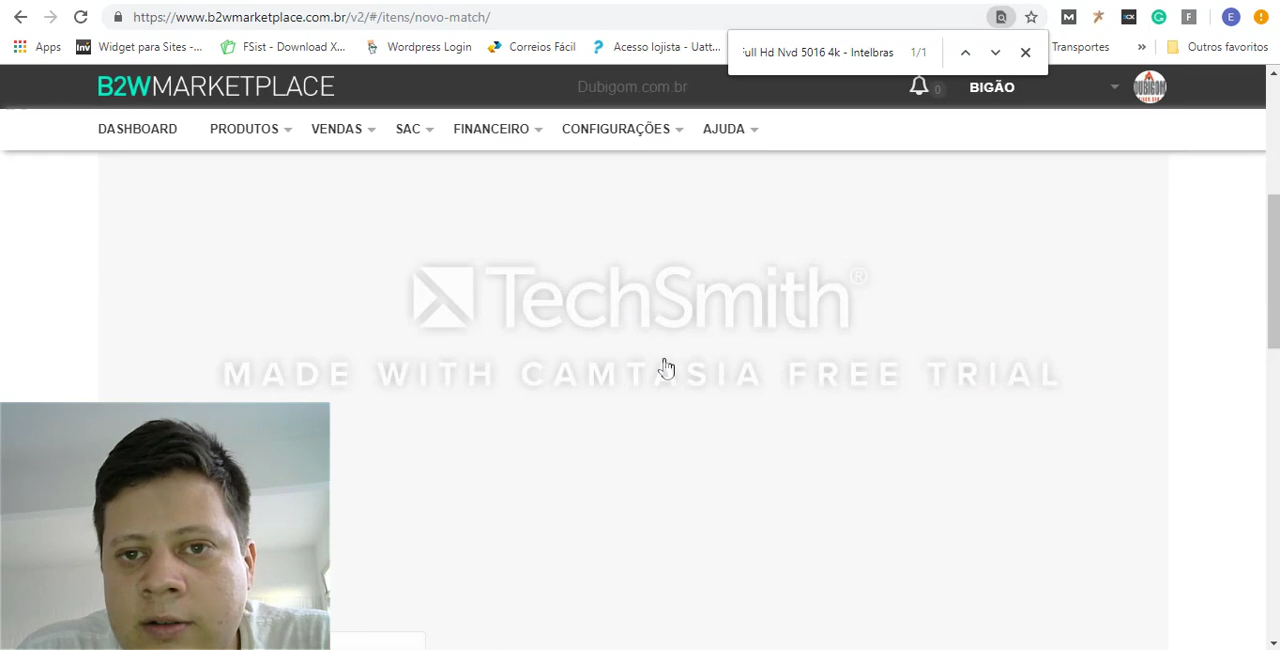 https://www.b2wmarketplace.com.br/v2/#/itens/novo-match/
Apps
Widget para Sites -...
FSist - Download X...
Wordpress Login
Correios Fácil
Acesso lojista - Uatt...
Full Hd Nvd 5016 4k - Intelbras 1/1
Transportes
»
Outros favoritos
B2WMARKETPLACE
Dubigom.com.br
0
BIGÃO
DUBIGOM
DASHBOARD PRODUTOS VENDAS SAC FINANCEIRO CONFIGURAÇÕES AJUDA
TechSmith®
MADE WITH CAMTASIA FREE TRIAL